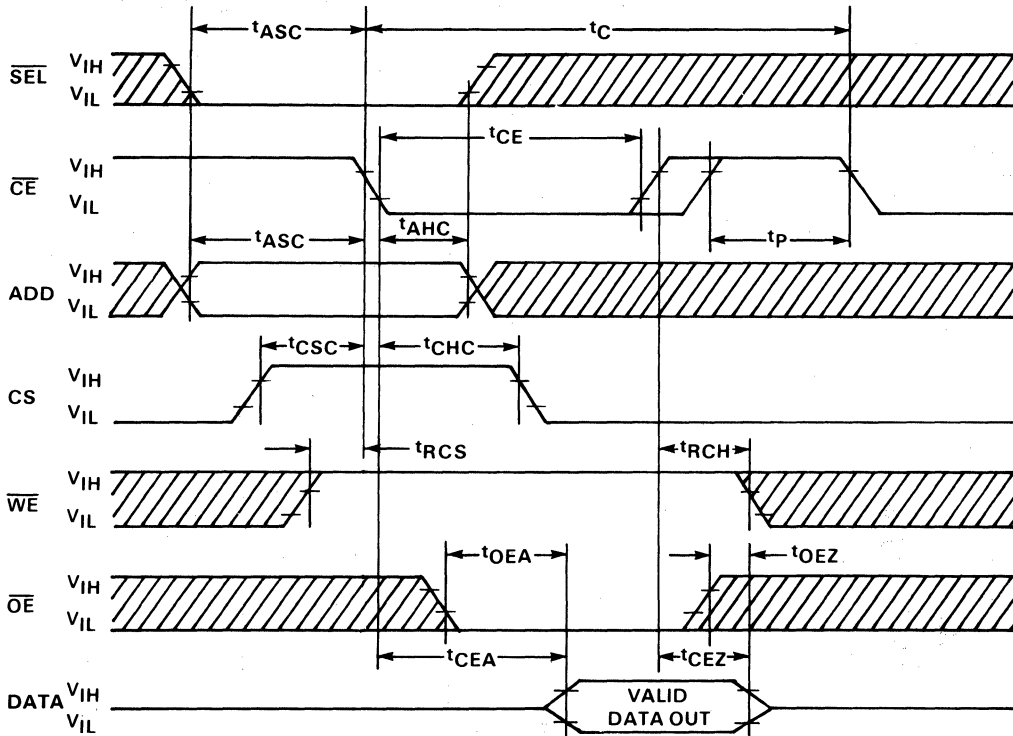 tASC tC
SEL VIH
VIL
tCE
CE VIH
VIL
tASC tAHC tP
ADD VIH
VIL
tCSC tCHC
CS VIH
VIL
tRCS tRCH
WE VIH
VIL
tOEA tOEZ
OE VIH
VIL
tCEA tCEZ
DATA VIH
VIL
VALID
DATA OUT